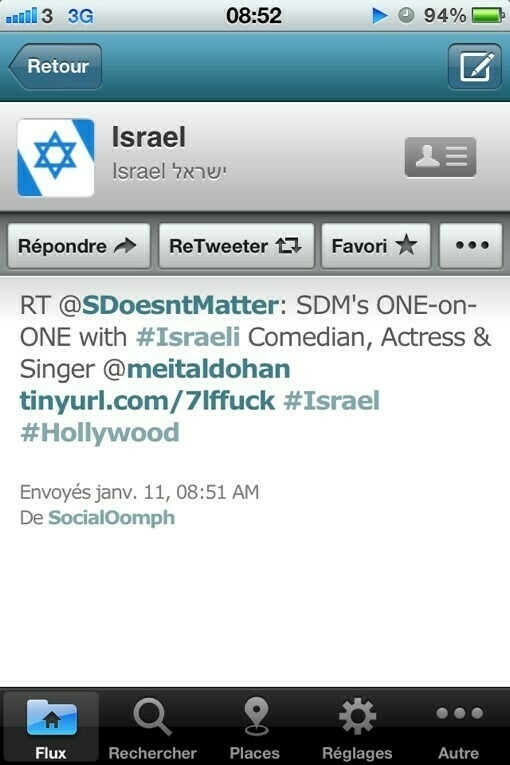 3 3G 08:52 94%
Retour
Israel
Israel ישראל
Répondre ReTweeter Favori
RT @SDoesntMatter: SDM's ONE-on-
ONE with #Israeli Comedian, Actress &
Singer @meitaldohan
tinyurl.com/7lffuck #Israel
#Hollywood
Envoyés janv. 11, 08:51 AM
De SocialOomph
Flux Rechercher Places Réglages Autre